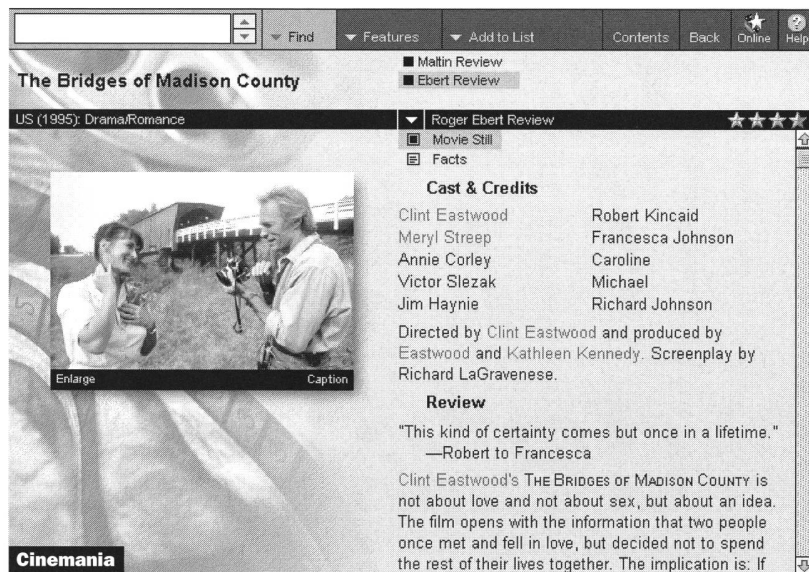 Find
Features
Add to List
Contents
Back
Online
Help
The Bridges of Madison County
Maltin Review
Ebert Review
US (1995): Drama/Romance
Roger Ebert Review
Movie Still
Facts
Cast & Credits
Clint Eastwood Robert Kincaid
Meryl Streep Francesca Johnson
Annie Corley Caroline
Victor Slezak Michael
Jim Haynie Richard Johnson
Directed by Clint Eastwood and produced by
Eastwood and Kathleen Kennedy. Screenplay by
Richard LaGravenese.
Enlarge
Caption
Review
"This kind of certainty comes but once in a lifetime."
—Robert to Francesca
Clint Eastwood's THE BRIDGES OF MADISON COUNTY is
not about love and not about sex, but about an idea.
The film opens with the information that two people
once met and fell in love, but decided not to spend
the rest of their lives together. The implication is: If
Cinemania